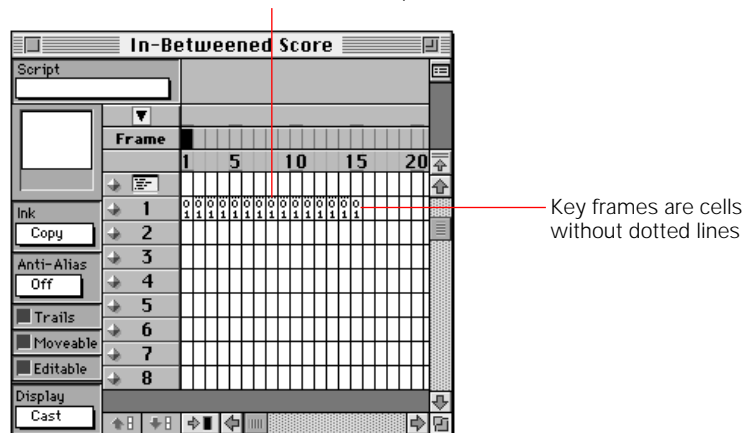 In-Betweened Score
Script
Frame
1 5 10 15 20
Ink
Copy
Anti-Alias
Off
Trails
Moveable
Editable
Display
Cast
1 0 0 0 0 0 0 0 0 0 0 0 0 0 0 0
1 1 1 1 1 1 1 1 1 1 1 1 1 1 1
2
3
4
5
6
7
8
Key frames are cells
without dotted lines